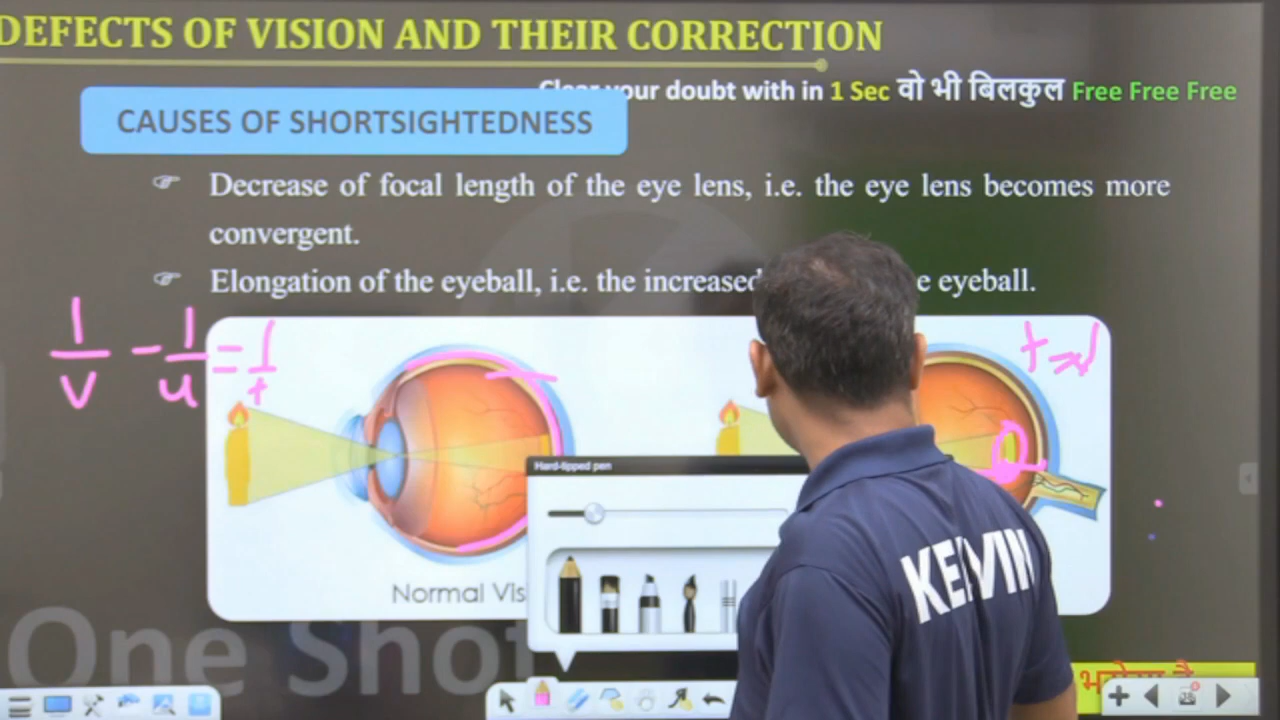 DEFECTS OF VISION AND THEIR CORRECTION
your doubt with in 1 Sec वो भी बिलकुल Free Free Free
CAUSES OF SHORTSIGHTEDNESS
Decrease of focal length of the eye lens, i.e. the eye lens becomes more
convergent.
Elongation of the eyeball, i.e. the increased eyeball.
1/v - 1/u = 1/f
Hard-tipped pen
KELVIN
Normal Vis
One Shot